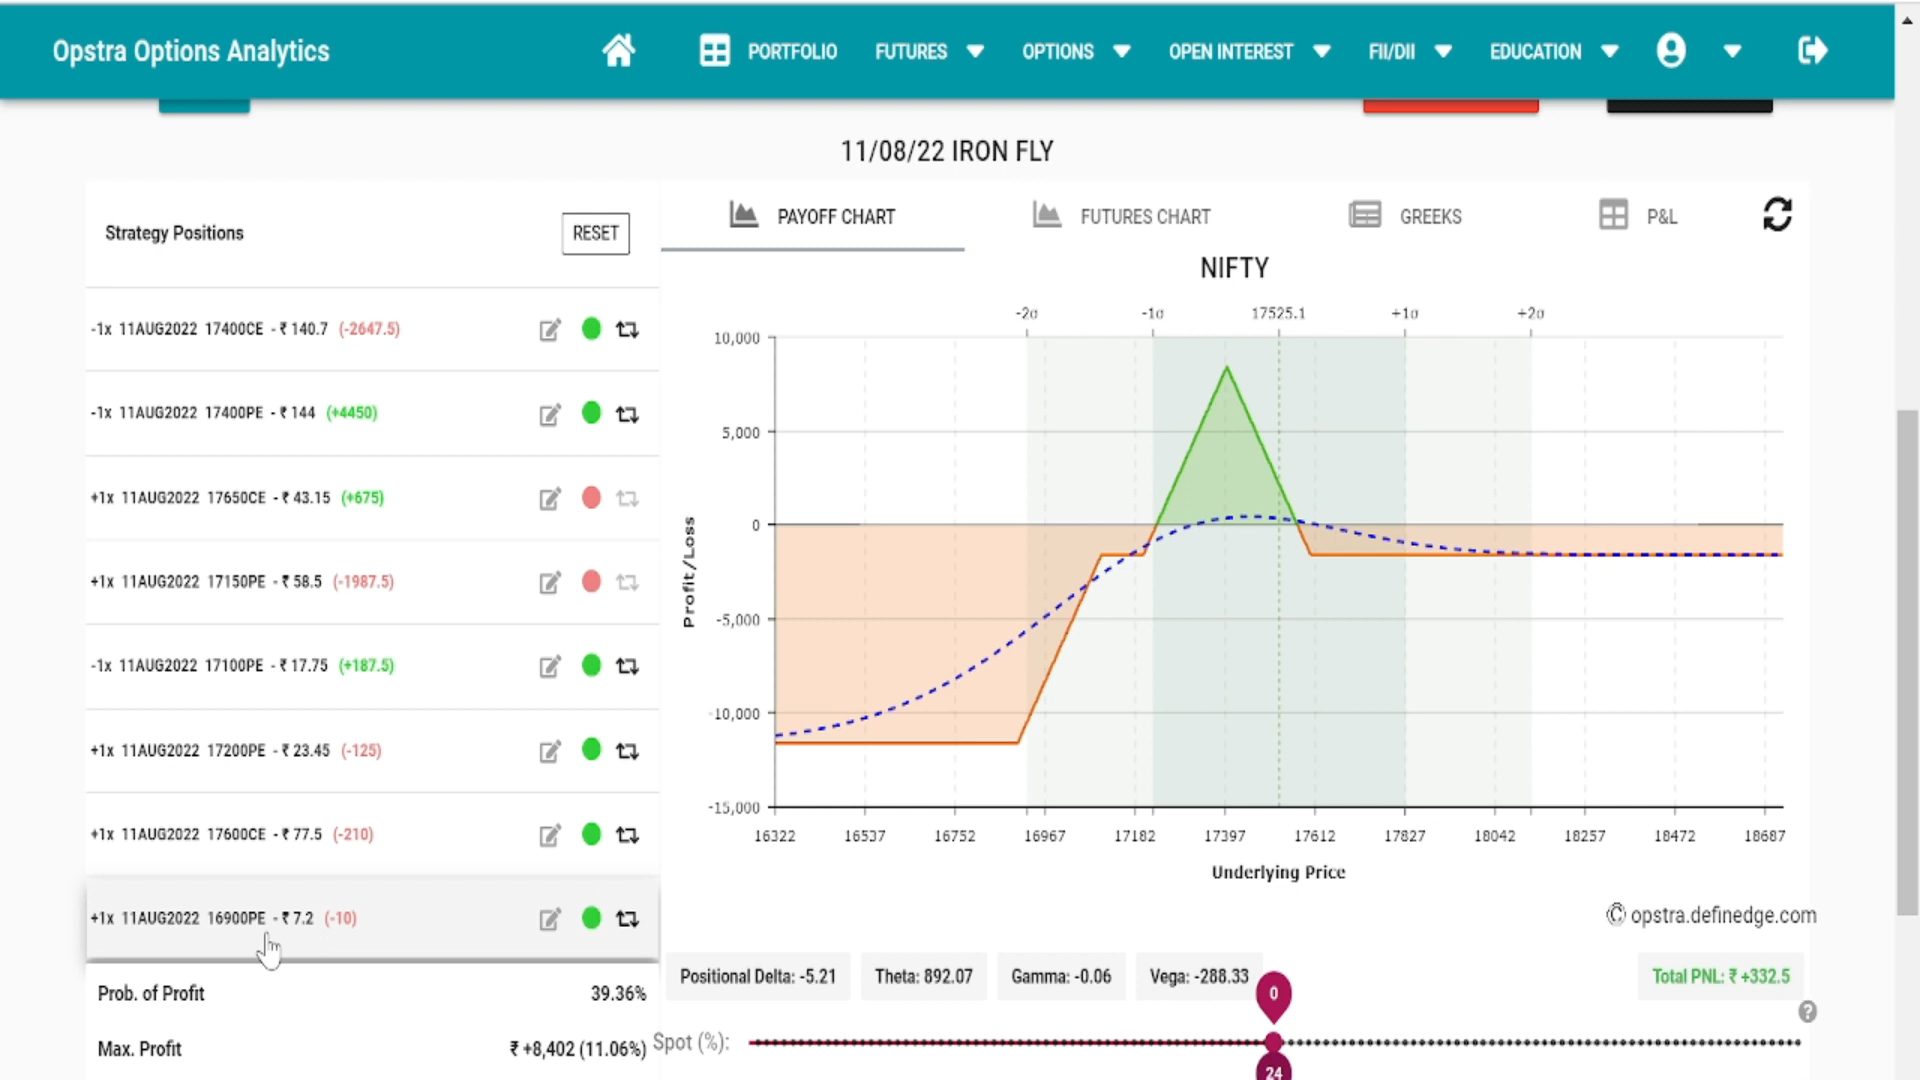 Opstra Options Analytics
PORTFOLIO
FUTURES
OPTIONS
OPEN INTEREST
FII/DII
EDUCATION
11/08/22 IRON FLY
Strategy Positions
RESET
-1x 11AUG2022 17400CE - ₹ 140.7 (-2647.5)
-1x 11AUG2022 17400PE - ₹ 144 (+4450)
+1x 11AUG2022 17650CE - ₹ 43.15 (+675)
+1x 11AUG2022 17150PE - ₹ 58.5 (-1987.5)
-1x 11AUG2022 17100PE - ₹ 17.75 (+187.5)
+1x 11AUG2022 17200PE - ₹ 23.45 (-125)
+1x 11AUG2022 17600CE - ₹ 77.5 (-210)
+1x 11AUG2022 16900PE - ₹ 7.2 (-10)
Prob. of Profit 39.36%
Max. Profit ₹ +8,402 (11.06%)
PAYOFF CHART
FUTURES CHART
GREEKS
P&L
NIFTY
-2σ -1σ 17525.1 +1σ +2σ
10,000
5,000
0
-5,000
-10,000
-15,000
Profit/Loss
16322 16537 16752 16967 17182 17397 17612 17827 18042 18257 18472 18687
Underlying Price
© opstra.definedge.com
Positional Delta: -5.21
Theta: 892.07
Gamma: -0.06
Vega: -288.33
Total PNL: ₹ +332.5
0
?
Spot (%):
24